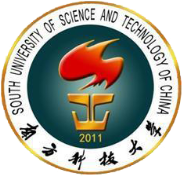 SOUTH UNIVERSITY OF SCIENCE AND TECHNOLOGY OF CHINA
2011
南方科技大学